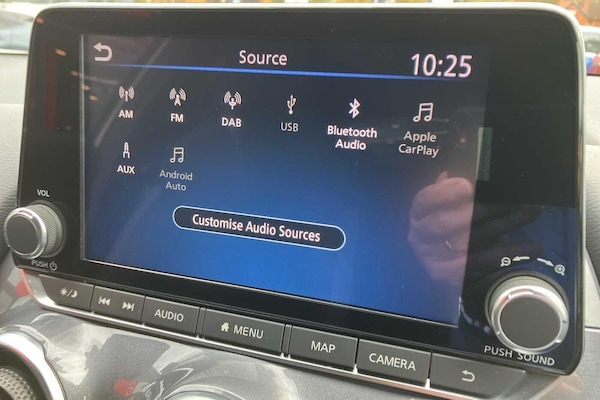 Source
10:25
AM
FM
DAB
USB
Bluetooth
Audio
Apple
CarPlay
AUX
Android
Auto
Customise Audio Sources
VOL
PUSH
AUDIO
MENU
MAP
CAMERA
PUSH SOUND